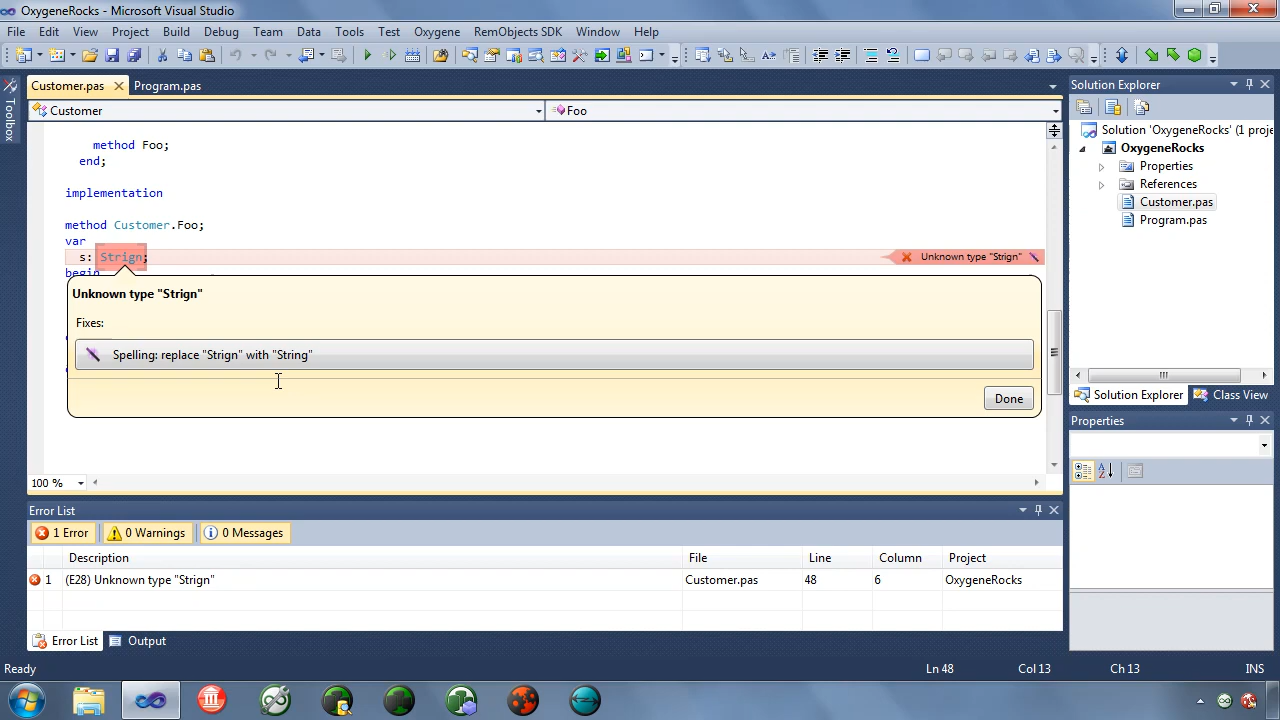 OxygeneRocks - Microsoft Visual Studio
File Edit View Project Build Debug Team Data Tools Test Oxygene RemObjects SDK Window Help
Toolbox
Customer.pas Program.pas
Customer Foo
method Foo;
end;
implementation
method Customer.Foo;
var
s: Strign;
Unknown type "Strign"
begin
Unknown type "Strign"
Fixes:
Spelling: replace "Strign" with "String"
Done
100 %
Solution Explorer
Solution 'OxygeneRocks' (1 proje
OxygeneRocks
Properties
References
Customer.pas
Program.pas
Solution Explorer Class View
Properties
Error List
1 Error 0 Warnings 0 Messages
Description File Line Column Project
1 (E28) Unknown type "Strign" Customer.pas 48 6 OxygeneRocks
Error List Output
Ready Ln 48 Col 13 Ch 13 INS